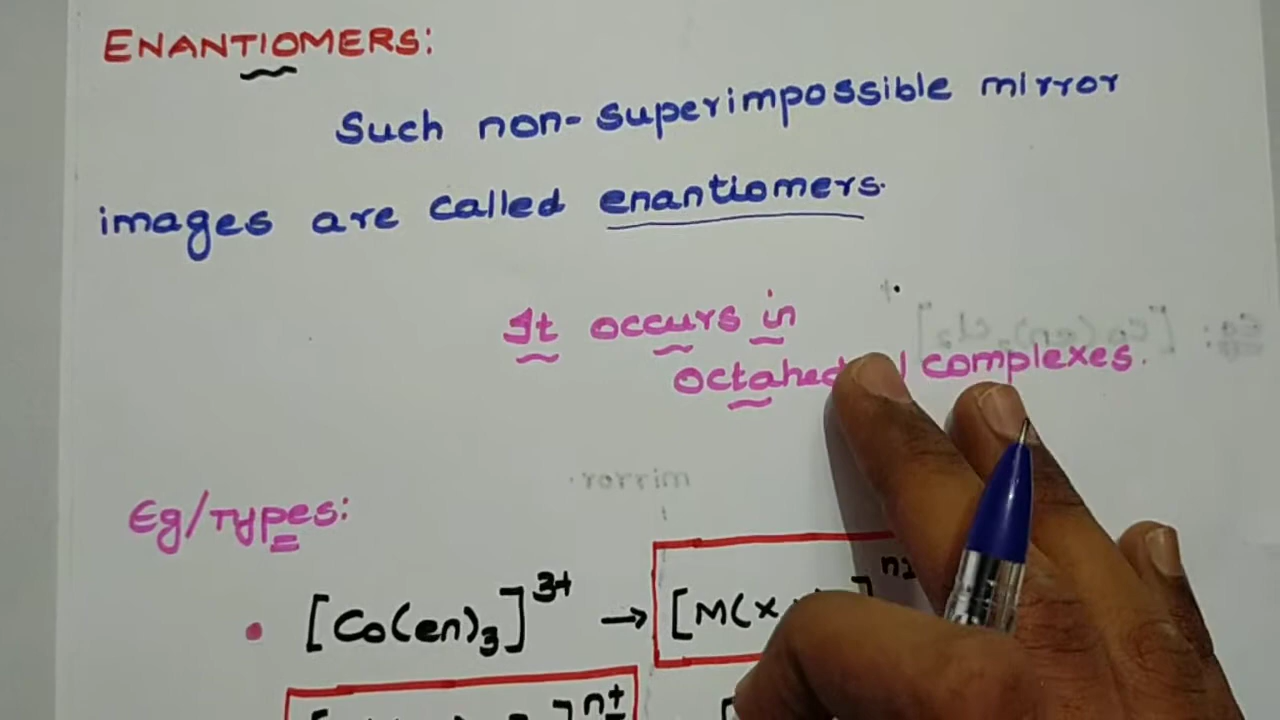 ENANTIOMERS:
Such non-superimpossible mirror
images are called enantiomers.
It occurs in
complexes.
Eg/Types:
• [Co(en)₃]³⁺ →